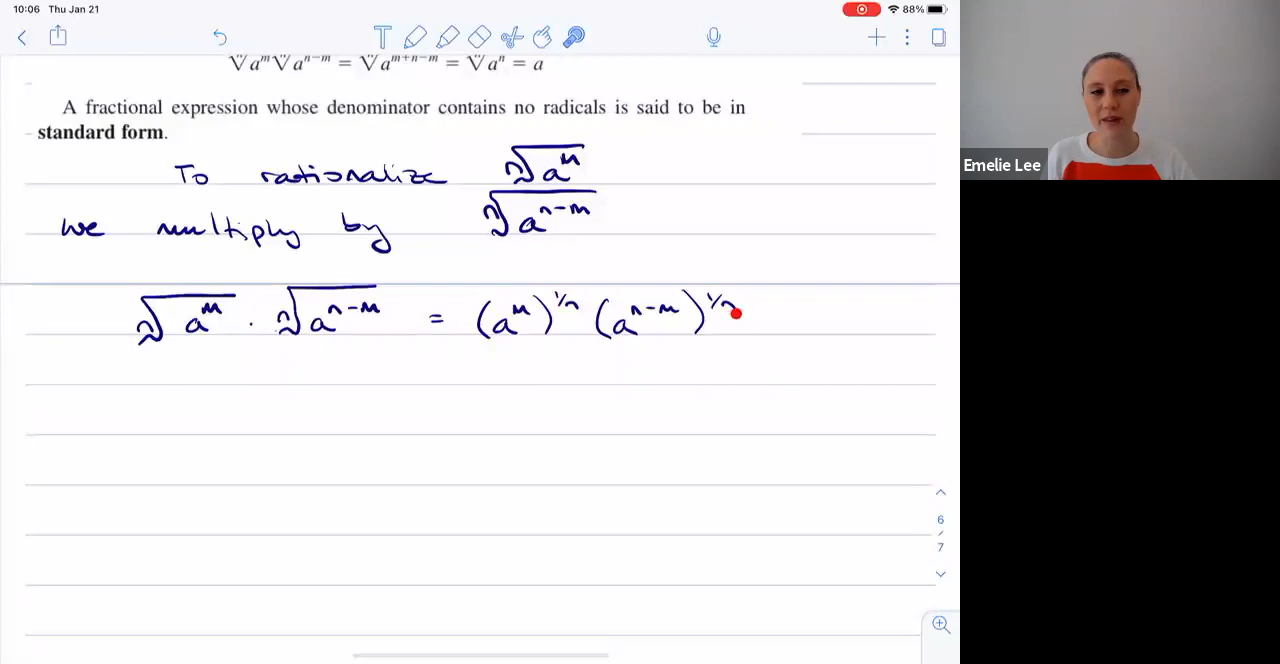 10:06 Thu Jan 21 88%
ⁿ√aᵐ ⁿ√aⁿ⁻ᵐ = ⁿ√aᵐ⁺ⁿ⁻ᵐ = ⁿ√aⁿ = a
A fractional expression whose denominator contains no radicals is said to be in
standard form.
To rationalize ⁿ√aᵐ
we multiply by ⁿ√aⁿ⁻ᵐ
ⁿ√aᵐ · ⁿ√aⁿ⁻ᵐ = (aᵐ)^1/n (aⁿ⁻ᵐ)^1/n
Emelie Lee
6
/
7